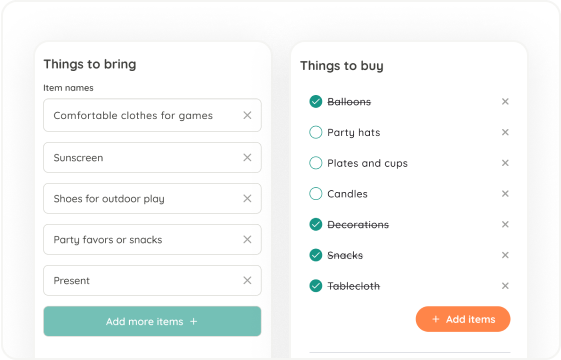 Things to bring
Item names
Comfortable clothes for games
Sunscreen
Shoes for outdoor play
Party favors or snacks
Present
Add more items +
Things to buy
Balloons
Party hats
Plates and cups
Candles
Decorations
Snacks
Tablecloth
+ Add items